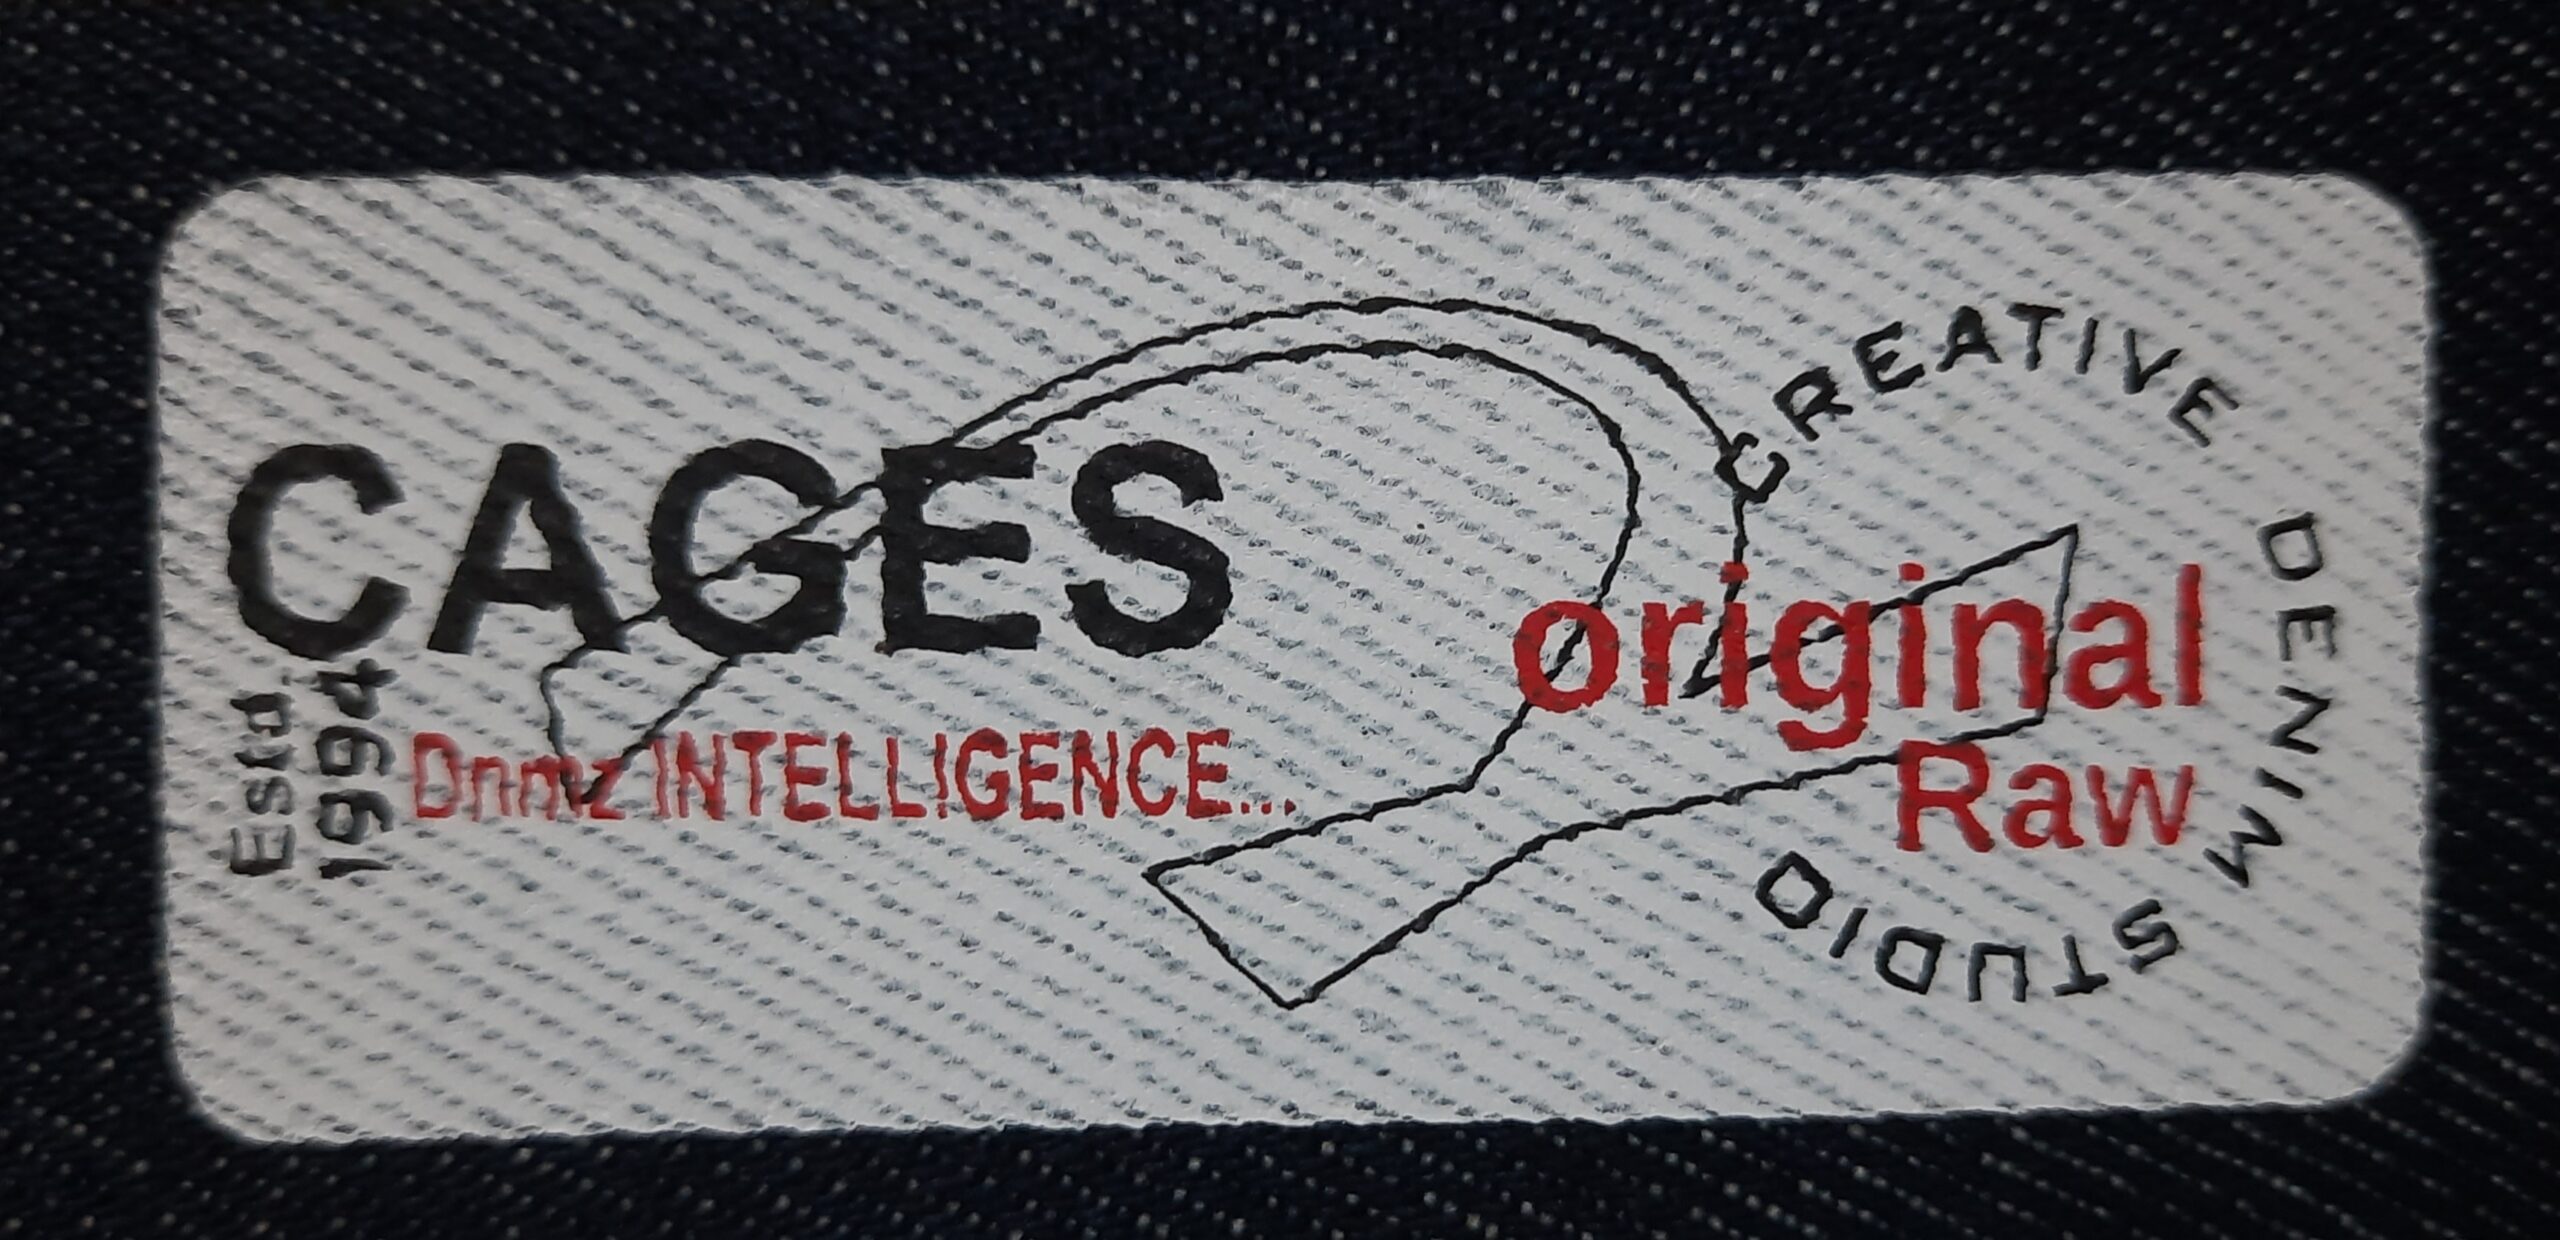 CAGES
Estd
1994
Dnmz INTELLIGENCE...
CREATIVE DENIM STUDIO
original
Raw